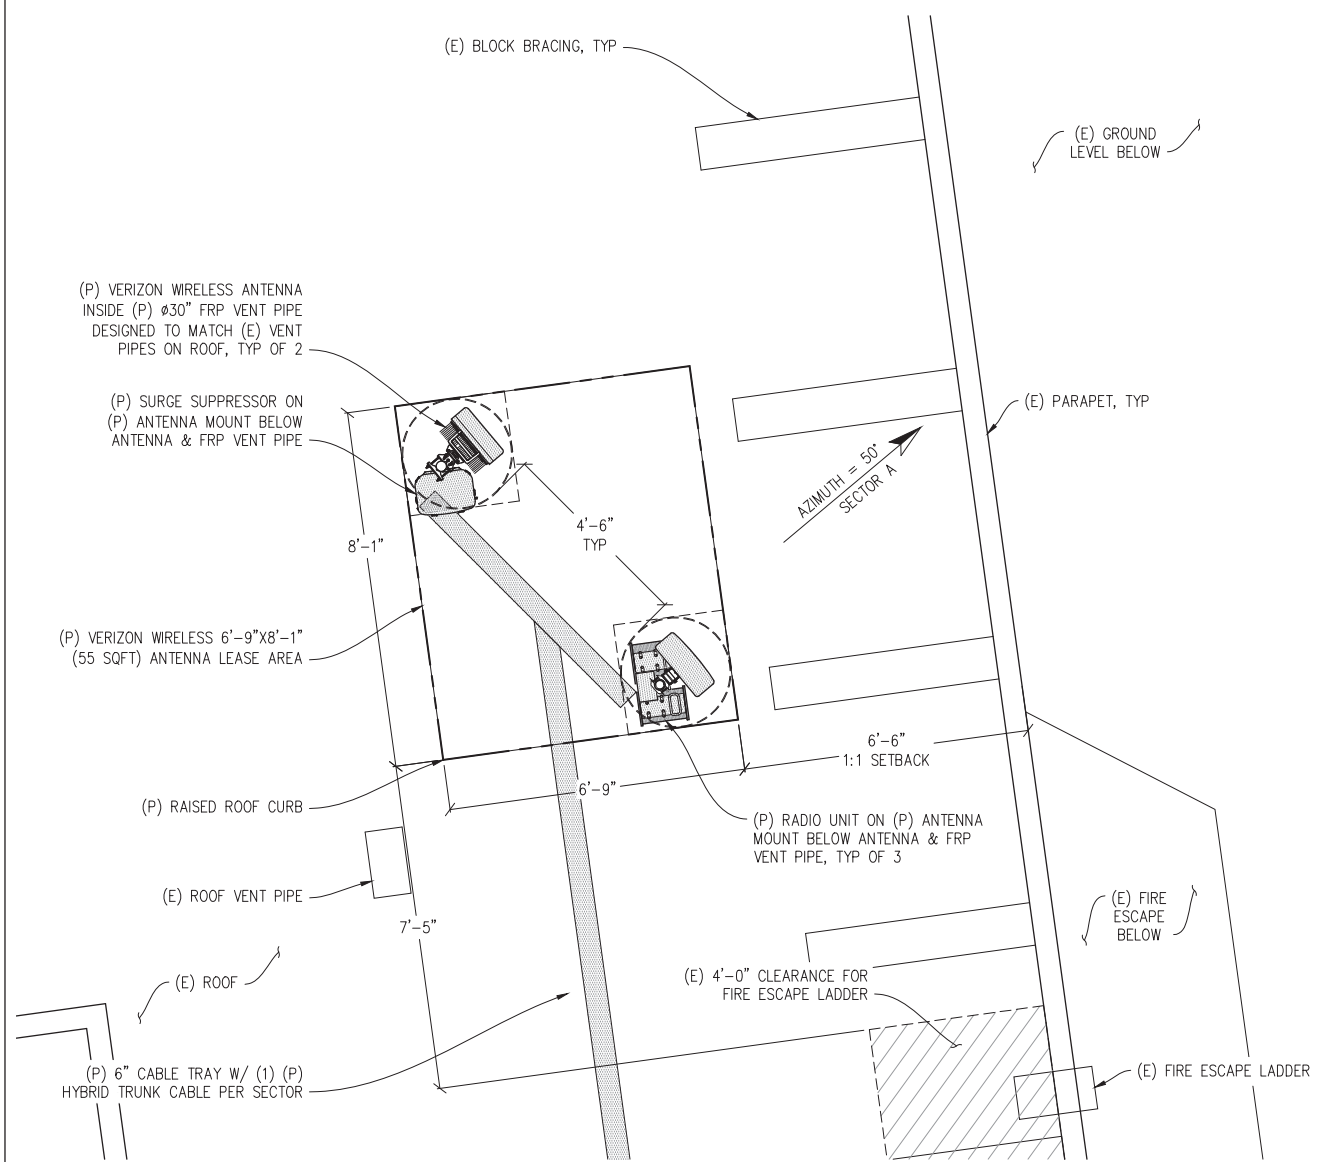 (E) BLOCK BRACING, TYP
(E) GROUND
LEVEL BELOW
(P) VERIZON WIRELESS ANTENNA
INSIDE (P) ø30" FRP VENT PIPE
DESIGNED TO MATCH (E) VENT
PIPES ON ROOF, TYP OF 2
(P) SURGE SUPPRESSOR ON
(P) ANTENNA MOUNT BELOW
ANTENNA & FRP VENT PIPE
(E) PARAPET, TYP
AZIMUTH = 50°
SECTOR A
4'-6"
TYP
8'-1"
(P) VERIZON WIRELESS 6'-9"X8'-1"
(55 SQFT) ANTENNA LEASE AREA
6'-6"
1:1 SETBACK
6'-9"
(P) RAISED ROOF CURB
(P) RADIO UNIT ON (P) ANTENNA
MOUNT BELOW ANTENNA & FRP
VENT PIPE, TYP OF 3
(E) ROOF VENT PIPE
7'-5"
(E) FIRE
ESCAPE
BELOW
(E) ROOF
(E) 4'-0" CLEARANCE FOR
FIRE ESCAPE LADDER
(P) 6" CABLE TRAY W/ (1) (P)
HYBRID TRUNK CABLE PER SECTOR
(E) FIRE ESCAPE LADDER